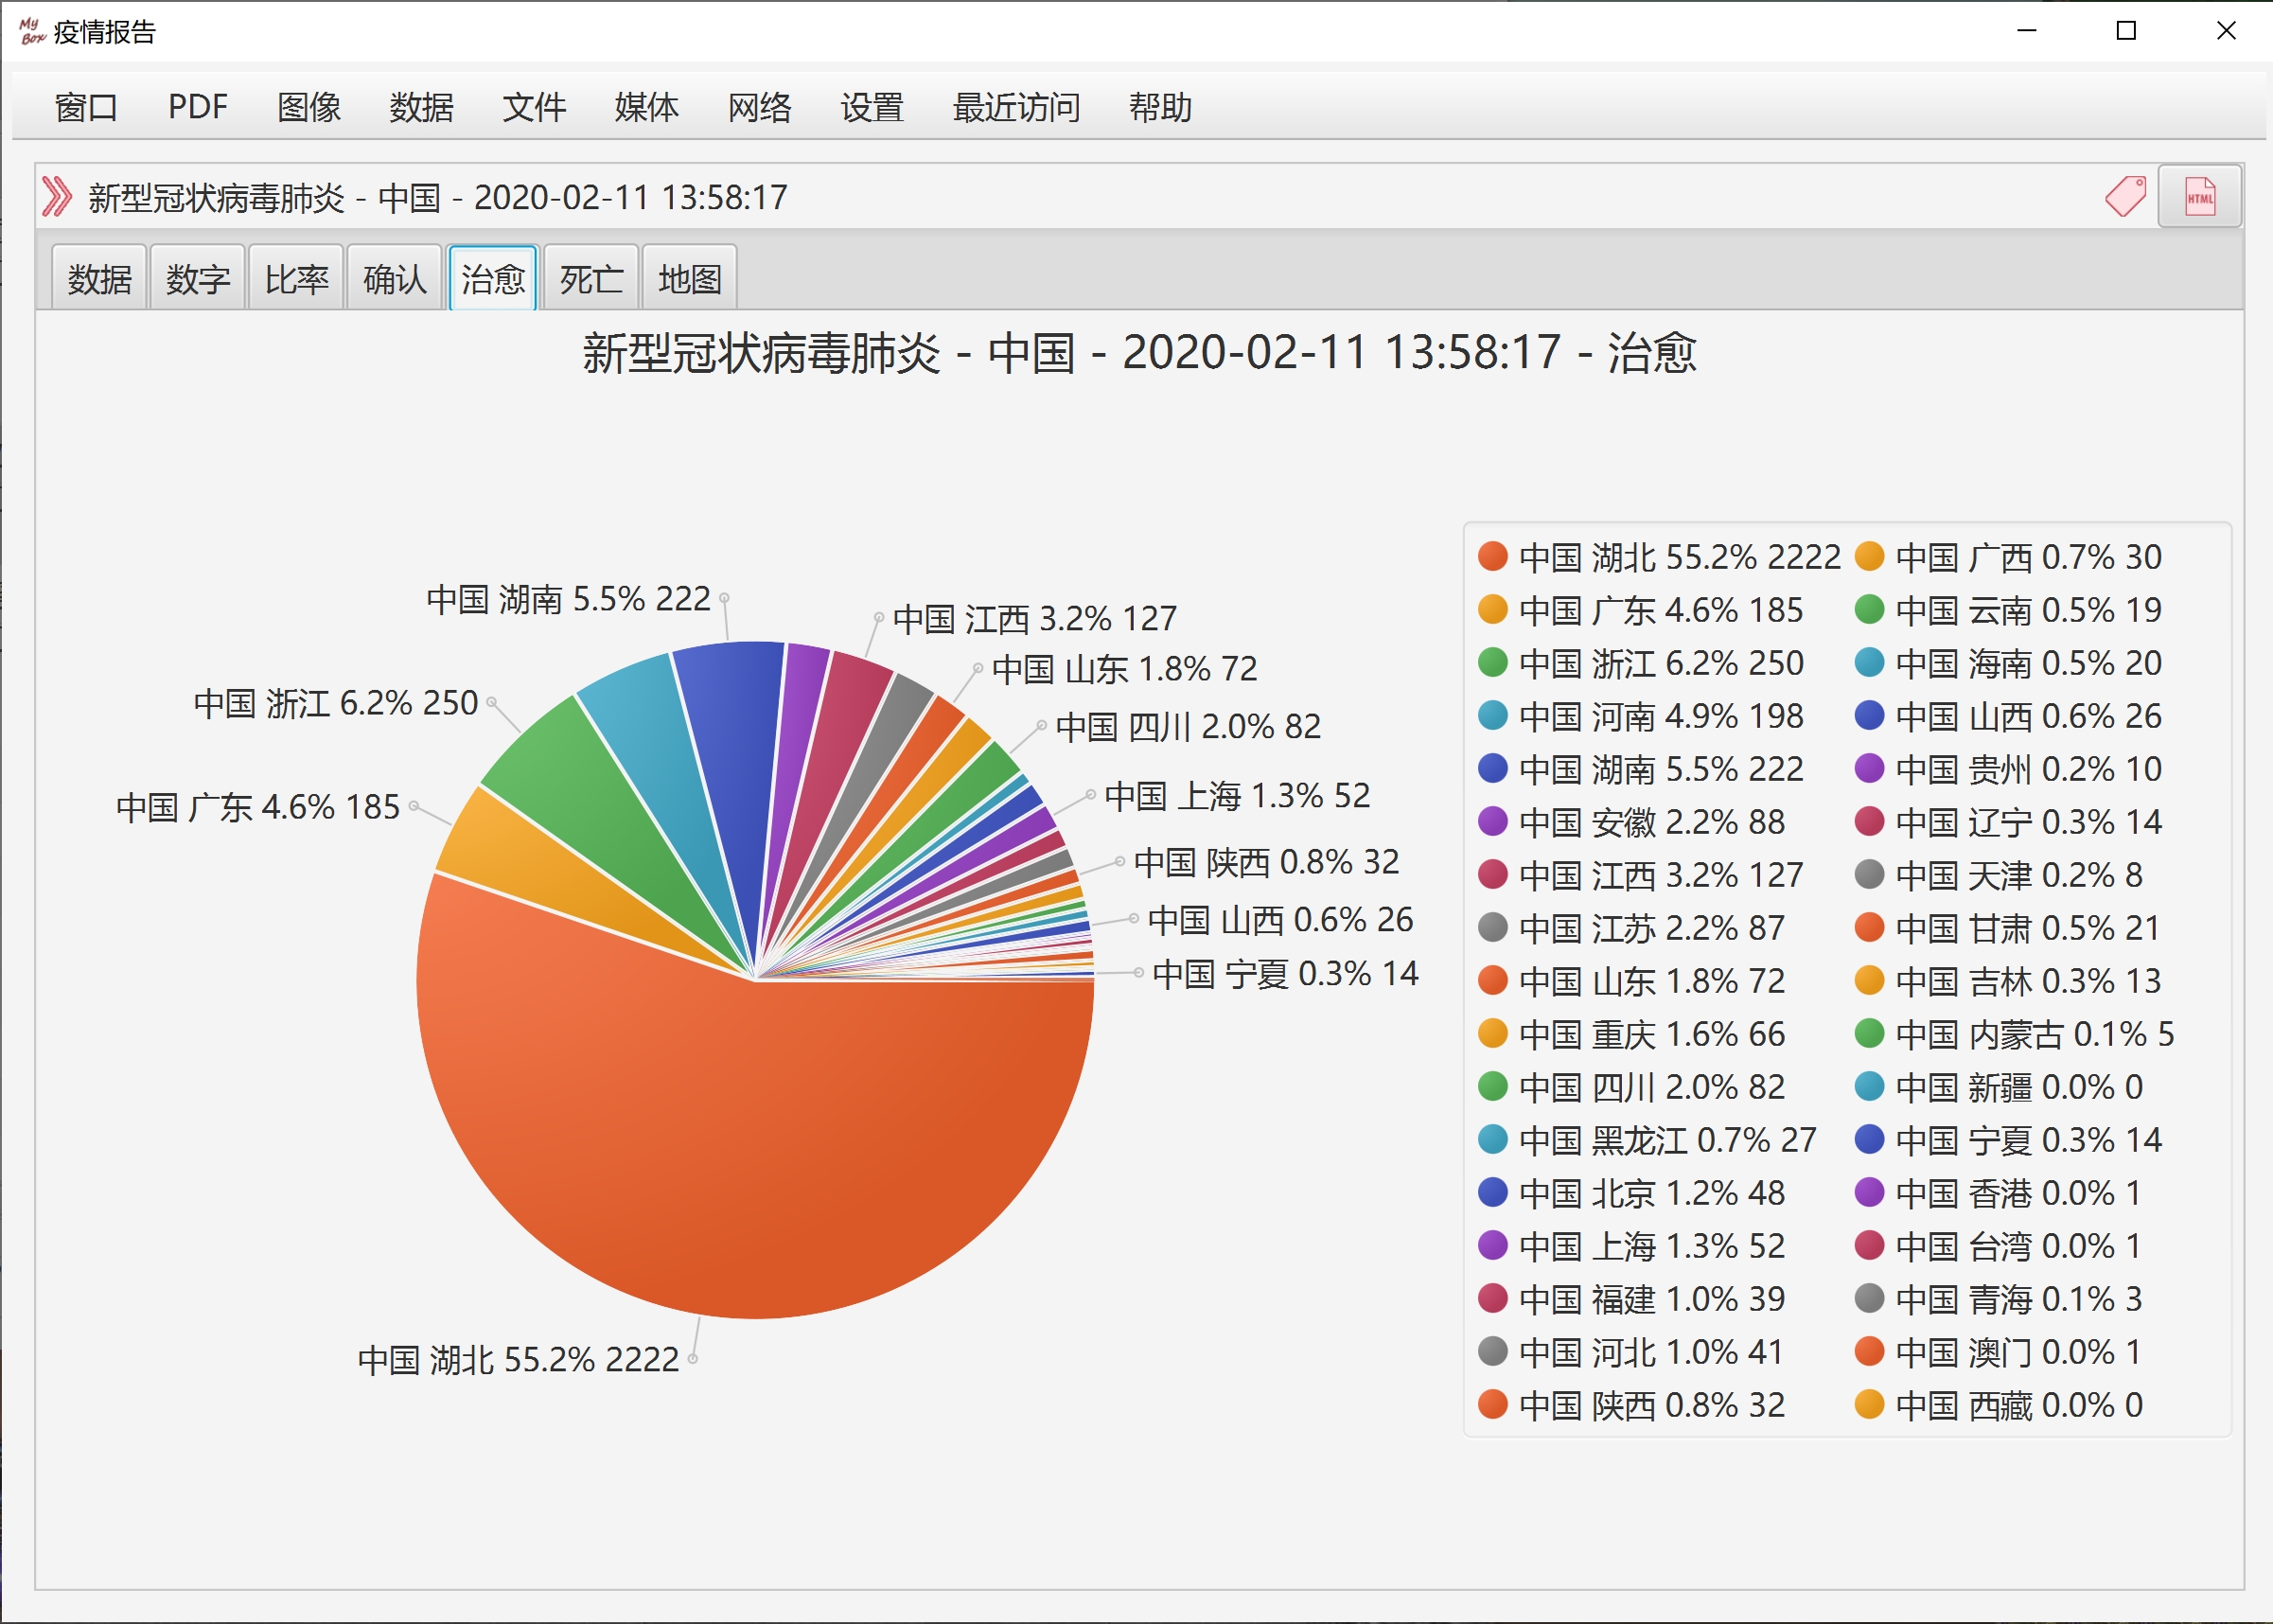 My Box 疫情报告
窗口 PDF 图像 数据 文件 媒体 网络 设置 最近访问 帮助
新型冠状病毒肺炎 - 中国 - 2020-02-11 13:58:17
HTML
数据 数字 比率 确认 治愈 死亡 地图
新型冠状病毒肺炎 - 中国 - 2020-02-11 13:58:17 - 治愈
中国 湖南 5.5% 222
中国 江西 3.2% 127
中国 山东 1.8% 72
中国 浙江 6.2% 250
中国 四川 2.0% 82
中国 上海 1.3% 52
中国 广东 4.6% 185
中国 陕西 0.8% 32
中国 山西 0.6% 26
中国 宁夏 0.3% 14
中国 湖北 55.2% 2222
中国 湖北 55.2% 2222
中国 广东 4.6% 185
中国 浙江 6.2% 250
中国 河南 4.9% 198
中国 湖南 5.5% 222
中国 安徽 2.2% 88
中国 江西 3.2% 127
中国 江苏 2.2% 87
中国 山东 1.8% 72
中国 重庆 1.6% 66
中国 四川 2.0% 82
中国 黑龙江 0.7% 27
中国 北京 1.2% 48
中国 上海 1.3% 52
中国 福建 1.0% 39
中国 河北 1.0% 41
中国 陕西 0.8% 32
中国 广西 0.7% 30
中国 云南 0.5% 19
中国 海南 0.5% 20
中国 山西 0.6% 26
中国 贵州 0.2% 10
中国 辽宁 0.3% 14
中国 天津 0.2% 8
中国 甘肃 0.5% 21
中国 吉林 0.3% 13
中国 内蒙古 0.1% 5
中国 新疆 0.0% 0
中国 宁夏 0.3% 14
中国 香港 0.0% 1
中国 台湾 0.0% 1
中国 青海 0.1% 3
中国 澳门 0.0% 1
中国 西藏 0.0% 0